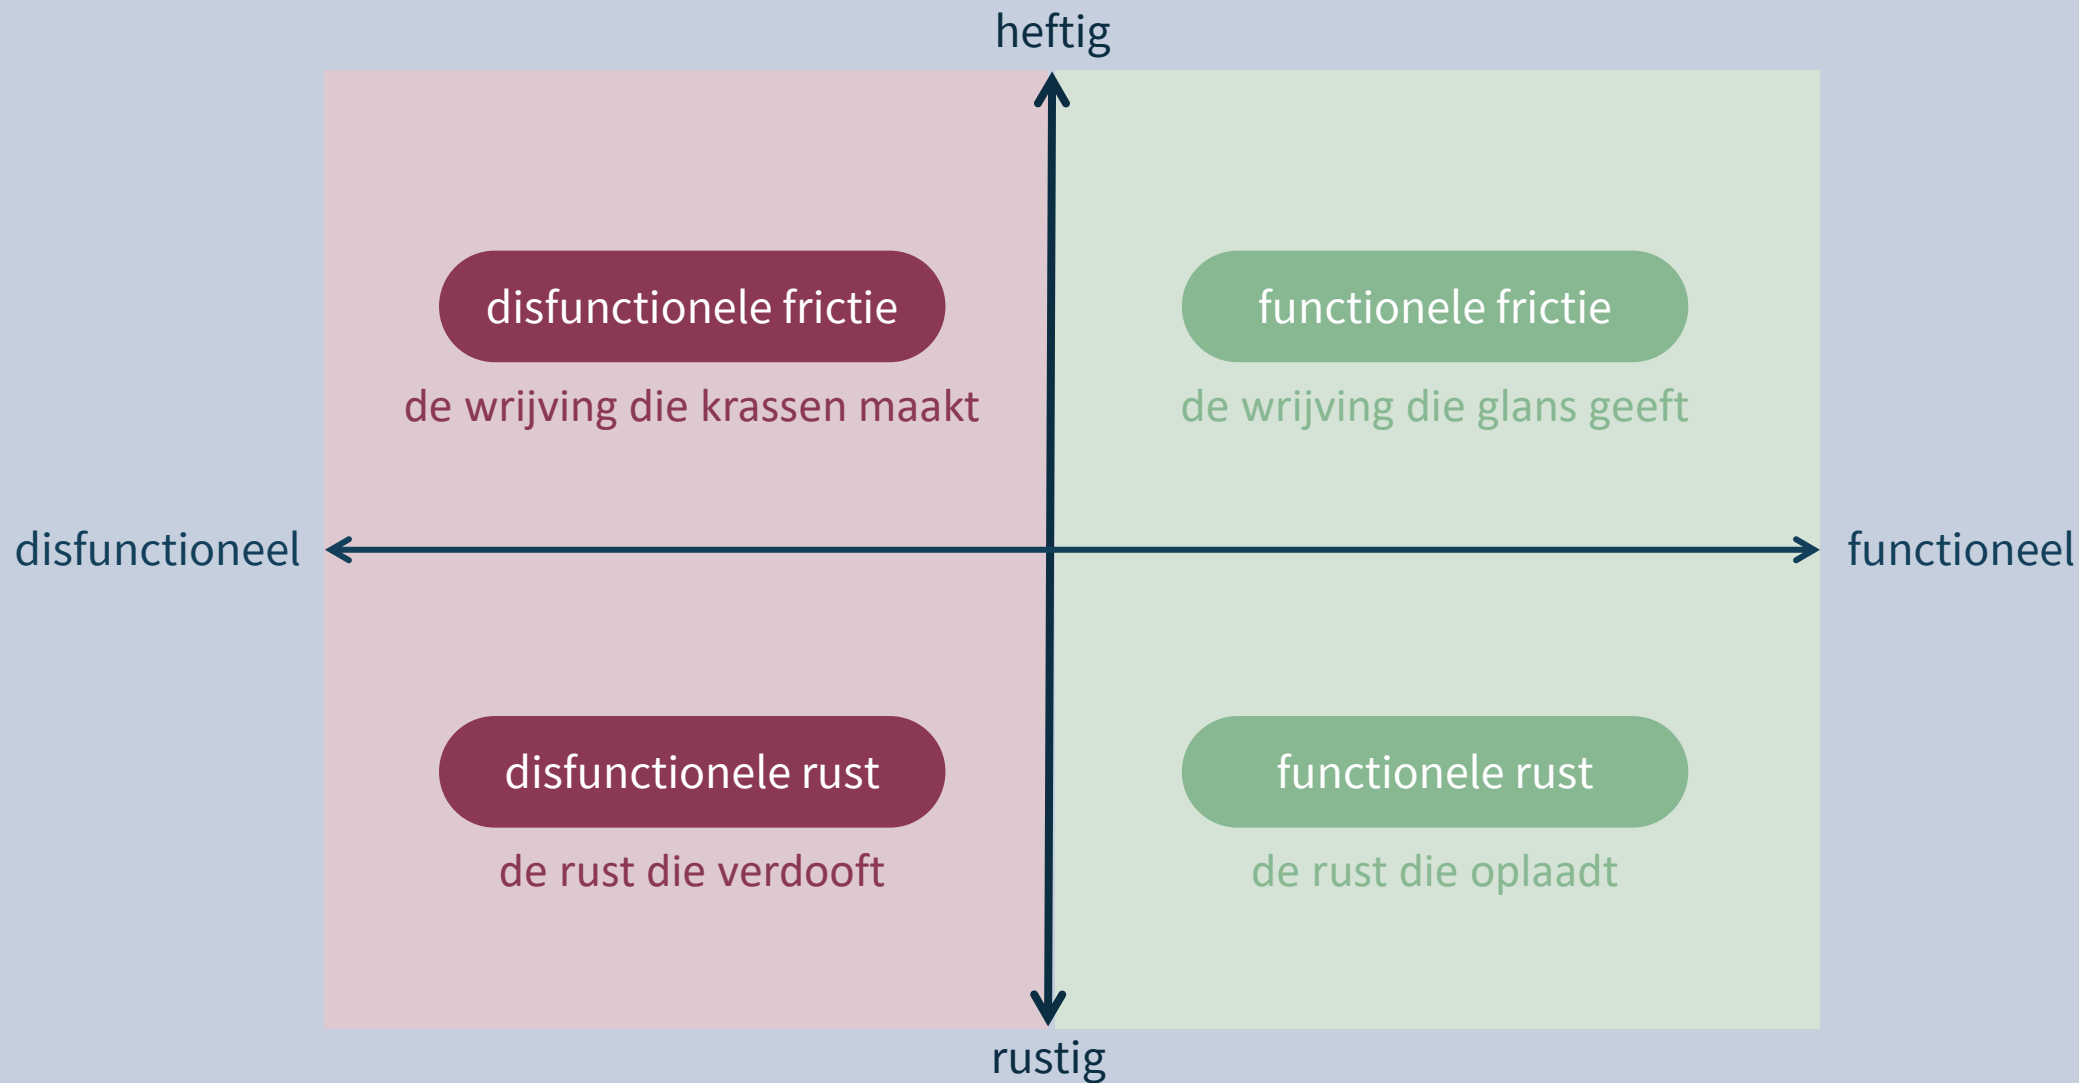 heftig
disfunctionele frictie
de wrijving die krassen maakt
functionele frictie
de wrijving die glans geeft
disfunctioneel
functioneel
disfunctionele rust
de rust die verdooft
functionele rust
de rust die oplaadt
rustig